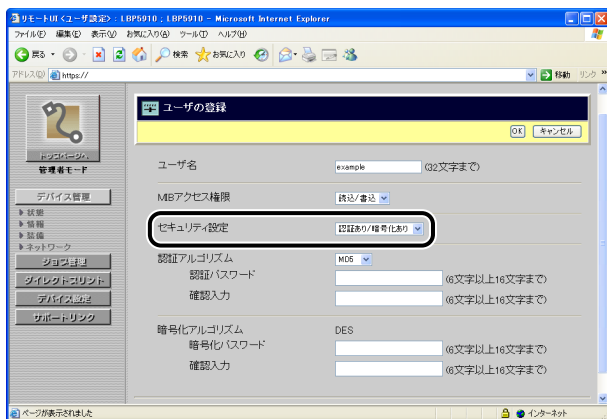 リモートUI <ユーザ設定> : LBP5910 ; LBP5910 - Microsoft Internet Explorer
ファイル(F) 編集(E) 表示(V) お気に入り(A) ツール(T) ヘルプ(H)
戻る 検索 お気に入り
アドレス(D) https:// 移動 リンク »
ユーザの登録
OK キャンセル
トップページへ
管理者モード
デバイス管理
状態
情報
設備
ネットワーク
ジョブ管理
ダイレクトプリント
デバイス設定
サポートリンク
ユーザ名 example (32文字まで)
MIBアクセス権限 読込/書込
セキュリティ設定 認証あり/暗号化あり
認証アルゴリズム MD5
認証パスワード (6文字以上16文字まで)
確認入力 (6文字以上16文字まで)
暗号化アルゴリズム DES
暗号化パスワード (6文字以上16文字まで)
確認入力 (6文字以上16文字まで)
ページが表示されました インターネット